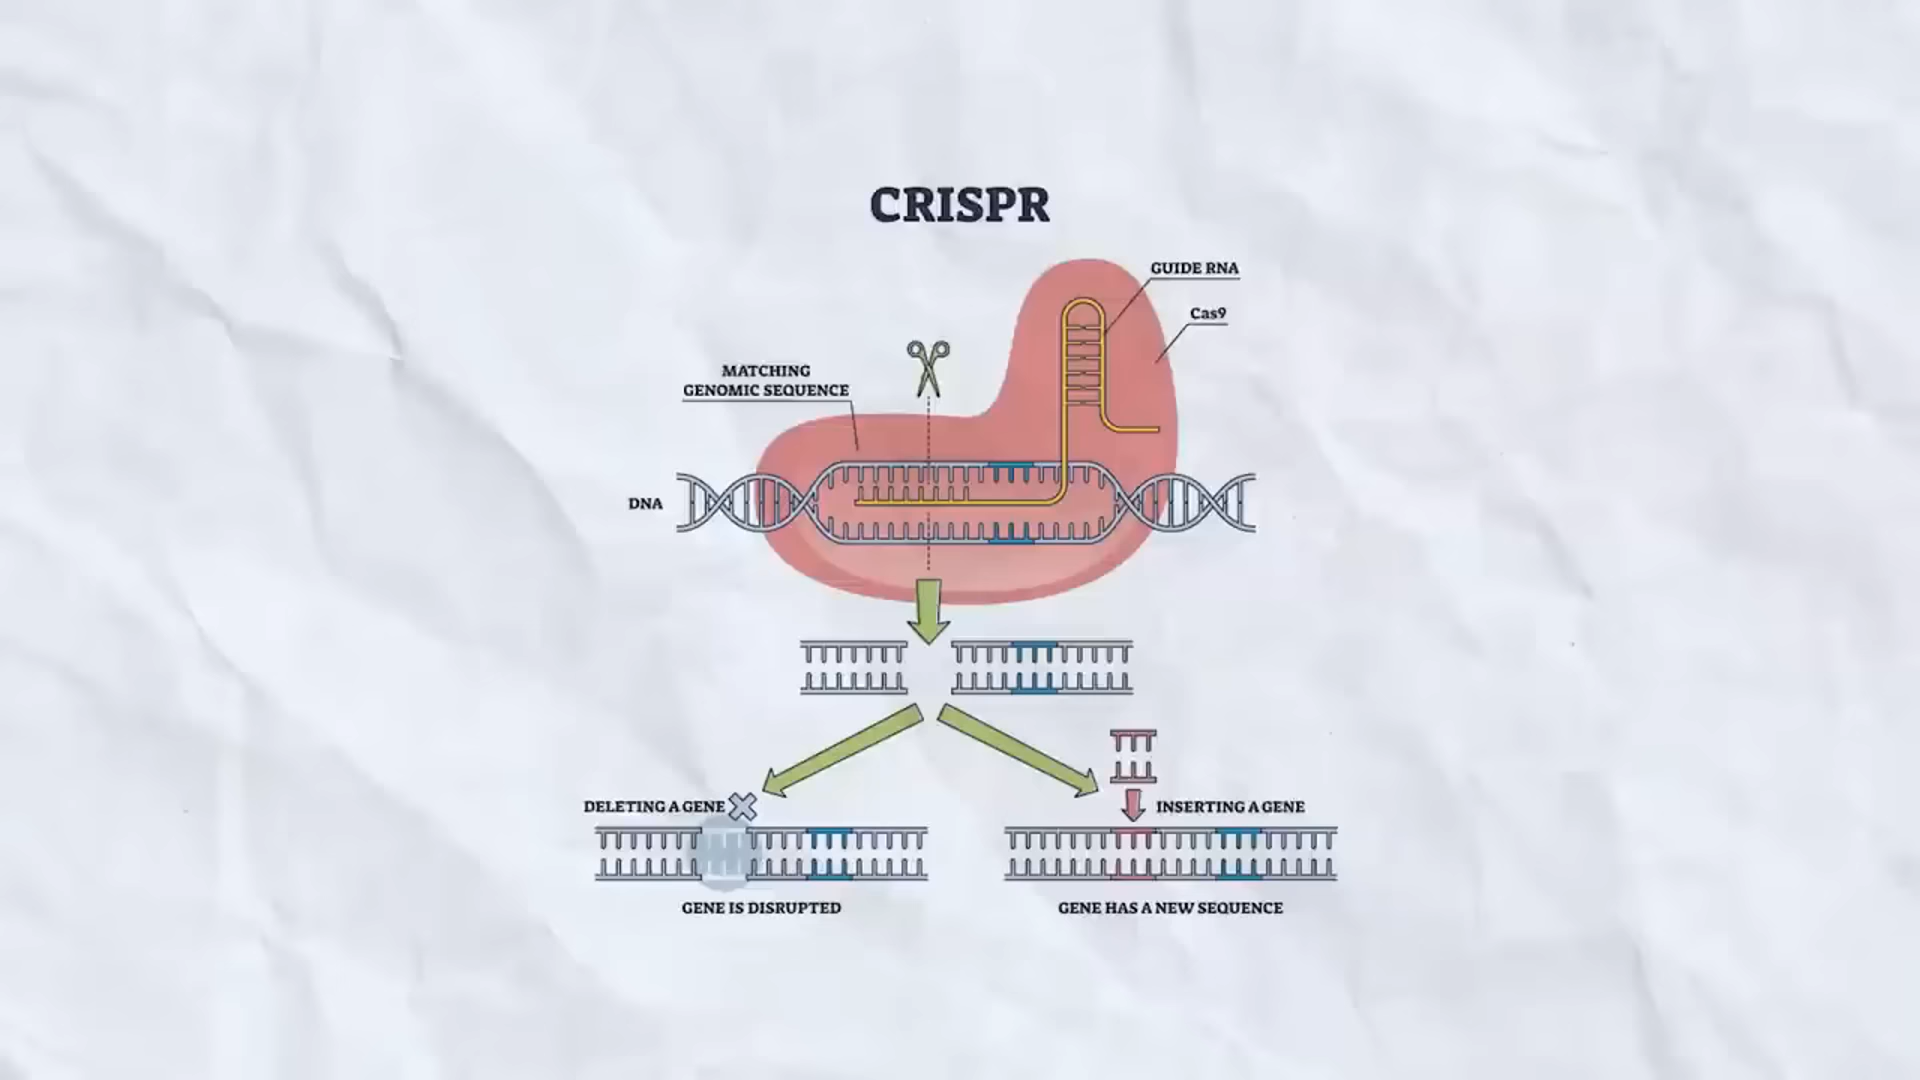 CRISPR
GUIDE RNA
Cas9
MATCHING
GENOMIC SEQUENCE
DNA
DELETING A GENE
INSERTING A GENE
GENE IS DISRUPTED
GENE HAS A NEW SEQUENCE